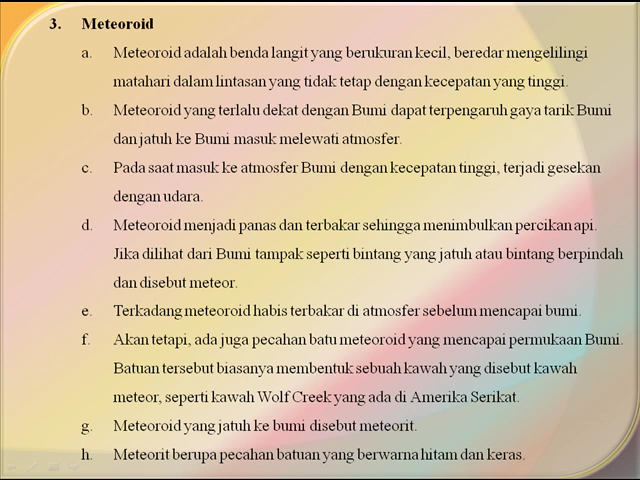 3. Meteoroid
a. Meteoroid adalah benda langit yang berukuran kecil, beredar mengelilingi
matahari dalam lintasan yang tidak tetap dengan kecepatan yang tinggi.
b. Meteoroid yang terlalu dekat dengan Bumi dapat terpengaruh gaya tarik Bumi
dan jatuh ke Bumi masuk melewati atmosfer.
c. Pada saat masuk ke atmosfer Bumi dengan kecepatan tinggi, terjadi gesekan
dengan udara.
d. Meteoroid menjadi panas dan terbakar sehingga menimbulkan percikan api.
Jika dilihat dari Bumi tampak seperti bintang yang jatuh atau bintang berpindah
dan disebut meteor.
e. Terkadang meteoroid habis terbakar di atmosfer sebelum mencapai bumi.
f. Akan tetapi, ada juga pecahan batu meteoroid yang mencapai permukaan Bumi.
Batuan tersebut biasanya membentuk sebuah kawah yang disebut kawah
meteor, seperti kawah Wolf Creek yang ada di Amerika Serikat.
g. Meteoroid yang jatuh ke bumi disebut meteorit.
h. Meteorit berupa pecahan batuan yang berwarna hitam dan keras.